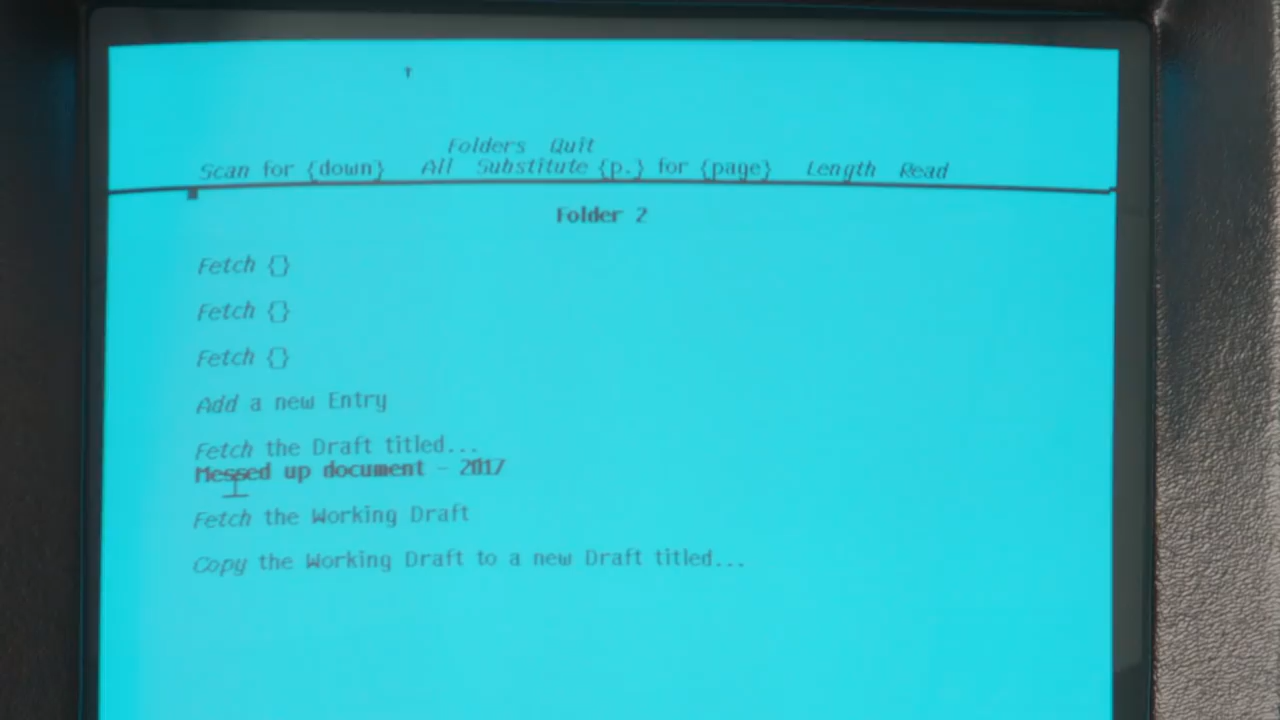 Folders Quit
Scan for {down} All Substitute {p.} for {page} Length Read
Folder 2
Fetch {}
Fetch {}
Fetch {}
Add a new Entry
Fetch the Draft titled...
Messed up document - 2017
Fetch the Working Draft
Copy the Working Draft to a new Draft titled...